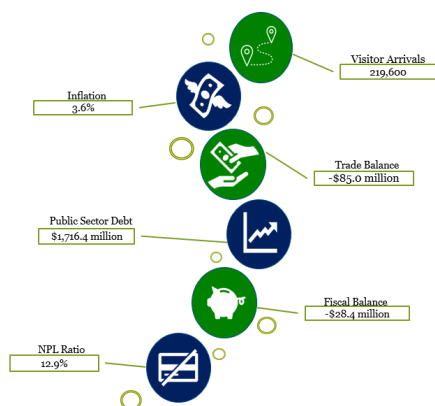 Visitor Arrivals
219,600
Inflation
3.6%
Trade Balance
-$85.0 million
Public Sector Debt
$1,716.4 million
Fiscal Balance
-$28.4 million
NPL Ratio
12.9%